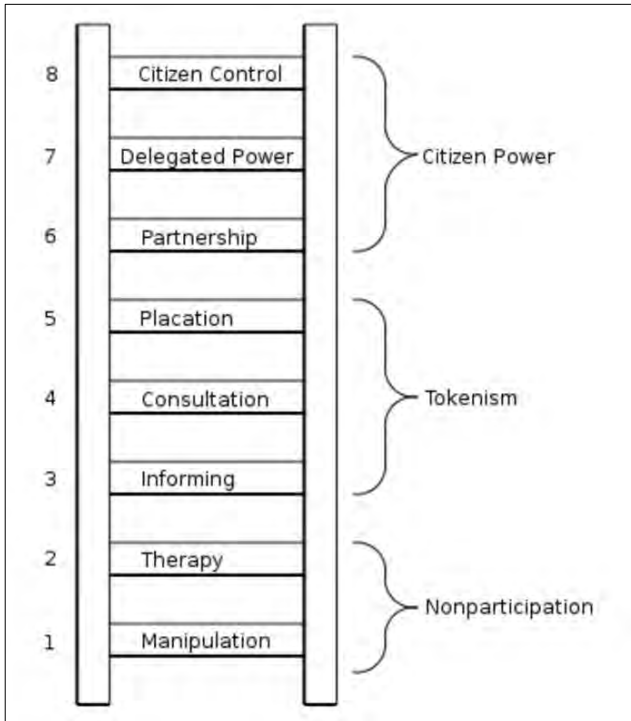 8 Citizen Control
7 Delegated Power Citizen Power
6 Partnership
5 Placation
4 Consultation Tokenism
3 Informing
2 Therapy
Nonparticipation
1 Manipulation